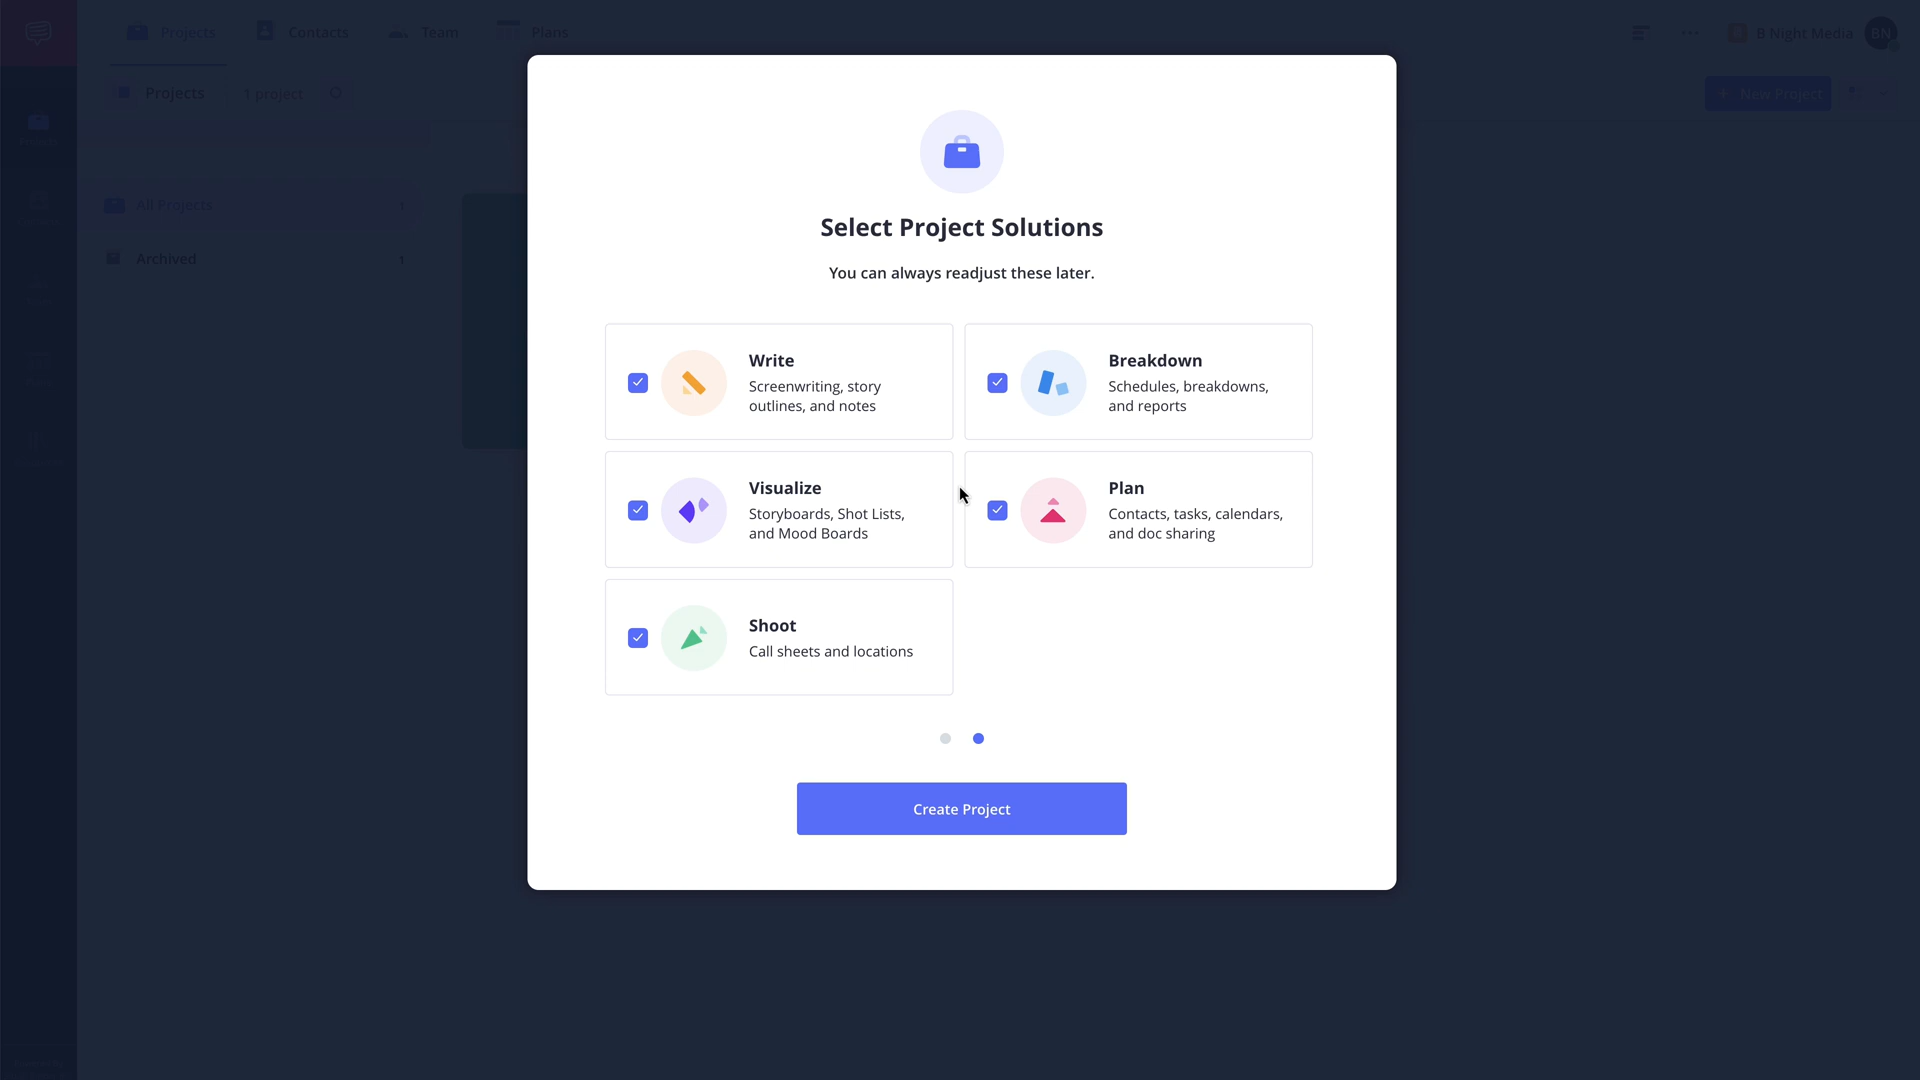 Projects
Contacts
Team
Plans
B Night Media
BN
Projects
1 project
New Project
All Projects
1
Archived
1
Select Project Solutions
You can always readjust these later.
Write
Screenwriting, story
outlines, and notes
Breakdown
Schedules, breakdowns,
and reports
Visualize
Storyboards, Shot Lists,
and Mood Boards
Plan
Contacts, tasks, calendars,
and doc sharing
Shoot
Call sheets and locations
Create Project